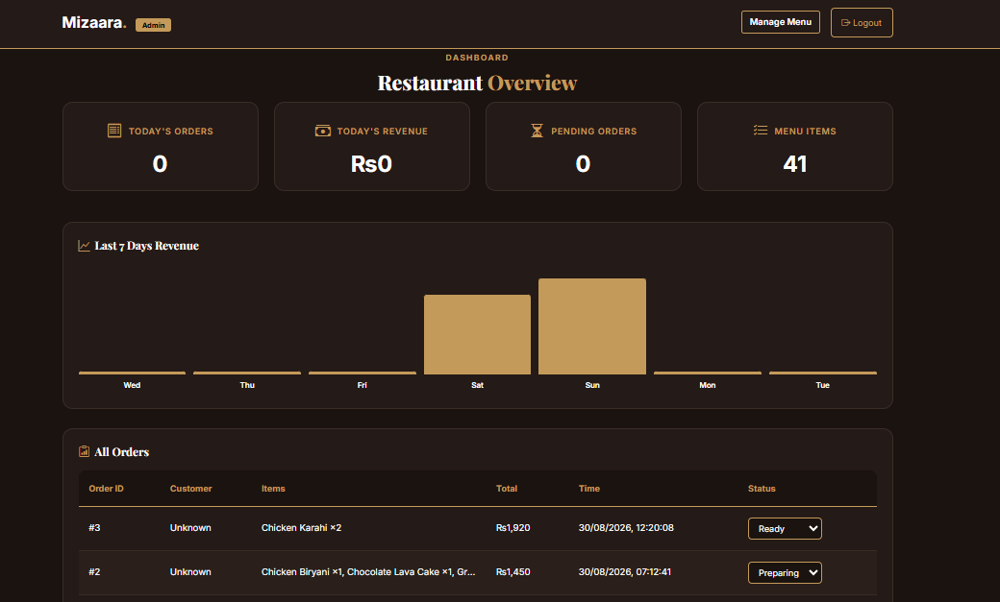 Mizaara. Admin Manage Menu Logout
DASHBOARD
Restaurant Overview
TODAY'S ORDERS
0
TODAY'S REVENUE
Rs0
PENDING ORDERS
0
MENU ITEMS
41
Last 7 Days Revenue
Wed Thu Fri Sat Sun Mon Tue
All Orders
Order ID Customer Items Total Time Status
#3 Unknown Chicken Karahi ×2 Rs1,920 30/08/2026, 12:20:08 Ready
#2 Unknown Chicken Biryani ×1, Chocolate Lava Cake ×1, Gr... Rs1,450 30/08/2026, 07:12:41 Preparing